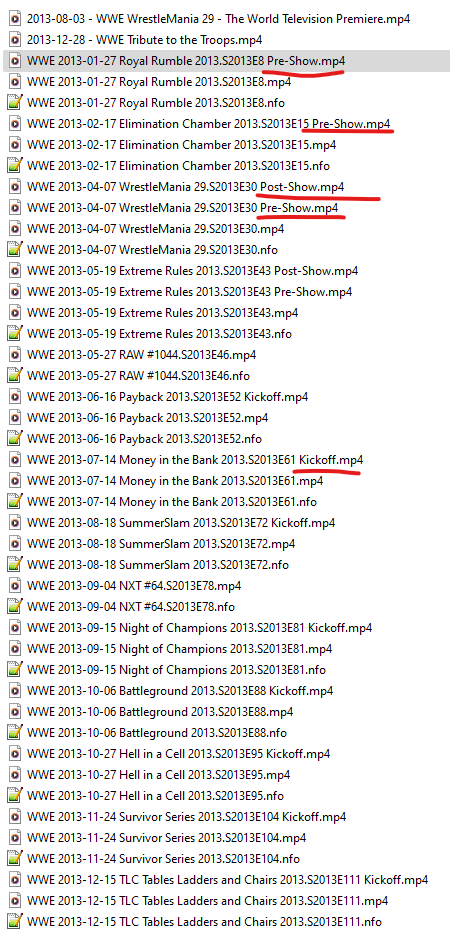 2013-08-03 - WWE WrestleMania 29 - The World Television Premiere.mp4
2013-12-28 - WWE Tribute to the Troops.mp4
WWE 2013-01-27 Royal Rumble 2013.S2013E8 Pre-Show.mp4
WWE 2013-01-27 Royal Rumble 2013.S2013E8.mp4
WWE 2013-01-27 Royal Rumble 2013.S2013E8.nfo
WWE 2013-02-17 Elimination Chamber 2013.S2013E15 Pre-Show.mp4
WWE 2013-02-17 Elimination Chamber 2013.S2013E15.mp4
WWE 2013-02-17 Elimination Chamber 2013.S2013E15.nfo
WWE 2013-04-07 WrestleMania 29.S2013E30 Post-Show.mp4
WWE 2013-04-07 WrestleMania 29.S2013E30 Pre-Show.mp4
WWE 2013-04-07 WrestleMania 29.S2013E30.mp4
WWE 2013-04-07 WrestleMania 29.S2013E30.nfo
WWE 2013-05-19 Extreme Rules 2013.S2013E43 Post-Show.mp4
WWE 2013-05-19 Extreme Rules 2013.S2013E43 Pre-Show.mp4
WWE 2013-05-19 Extreme Rules 2013.S2013E43.mp4
WWE 2013-05-19 Extreme Rules 2013.S2013E43.nfo
WWE 2013-05-27 RAW #1044.S2013E46.mp4
WWE 2013-05-27 RAW #1044.S2013E46.nfo
WWE 2013-06-16 Payback 2013.S2013E52 Kickoff.mp4
WWE 2013-06-16 Payback 2013.S2013E52.mp4
WWE 2013-06-16 Payback 2013.S2013E52.nfo
WWE 2013-07-14 Money in the Bank 2013.S2013E61 Kickoff.mp4
WWE 2013-07-14 Money in the Bank 2013.S2013E61.mp4
WWE 2013-07-14 Money in the Bank 2013.S2013E61.nfo
WWE 2013-08-18 SummerSlam 2013.S2013E72 Kickoff.mp4
WWE 2013-08-18 SummerSlam 2013.S2013E72.mp4
WWE 2013-08-18 SummerSlam 2013.S2013E72.nfo
WWE 2013-09-04 NXT #64.S2013E78.mp4
WWE 2013-09-04 NXT #64.S2013E78.nfo
WWE 2013-09-15 Night of Champions 2013.S2013E81 Kickoff.mp4
WWE 2013-09-15 Night of Champions 2013.S2013E81.mp4
WWE 2013-09-15 Night of Champions 2013.S2013E81.nfo
WWE 2013-10-06 Battleground 2013.S2013E88 Kickoff.mp4
WWE 2013-10-06 Battleground 2013.S2013E88.mp4
WWE 2013-10-06 Battleground 2013.S2013E88.nfo
WWE 2013-10-27 Hell in a Cell 2013.S2013E95 Kickoff.mp4
WWE 2013-10-27 Hell in a Cell 2013.S2013E95.mp4
WWE 2013-10-27 Hell in a Cell 2013.S2013E95.nfo
WWE 2013-11-24 Survivor Series 2013.S2013E104 Kickoff.mp4
WWE 2013-11-24 Survivor Series 2013.S2013E104.mp4
WWE 2013-11-24 Survivor Series 2013.S2013E104.nfo
WWE 2013-12-15 TLC Tables Ladders and Chairs 2013.S2013E111 Kickoff.mp4
WWE 2013-12-15 TLC Tables Ladders and Chairs 2013.S2013E111.mp4
WWE 2013-12-15 TLC Tables Ladders and Chairs 2013.S2013E111.nfo